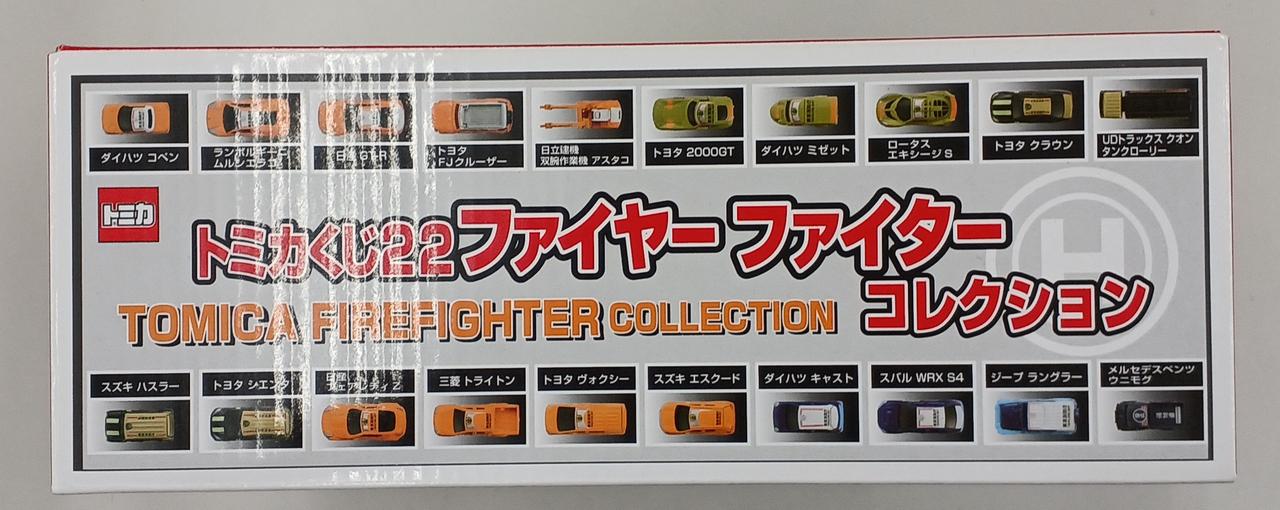 ダイハツ コペン
ランボルギーニ
ムルシエラゴ
日産 GT-R
トヨタ
FJクルーザー
日立建機
双腕作業機 アスタコ
トヨタ 2000GT
ダイハツ ミゼット
ロータス
エキシージ S
トヨタ クラウン
UDトラックス クオン
タンクローリー
トミカ
トミカくじ22ファイヤー ファイター
コレクション
TOMICA FIREFIGHTER COLLECTION
H
スズキ ハスラー
トヨタ シエンタ
日産
フェアレディ Z
三菱 トライトン
トヨタ ヴォクシー
スズキ エスクード
ダイハツ キャスト
スバル WRX S4
ジープ ラングラー
メルセデスベンツ
ウニモグ